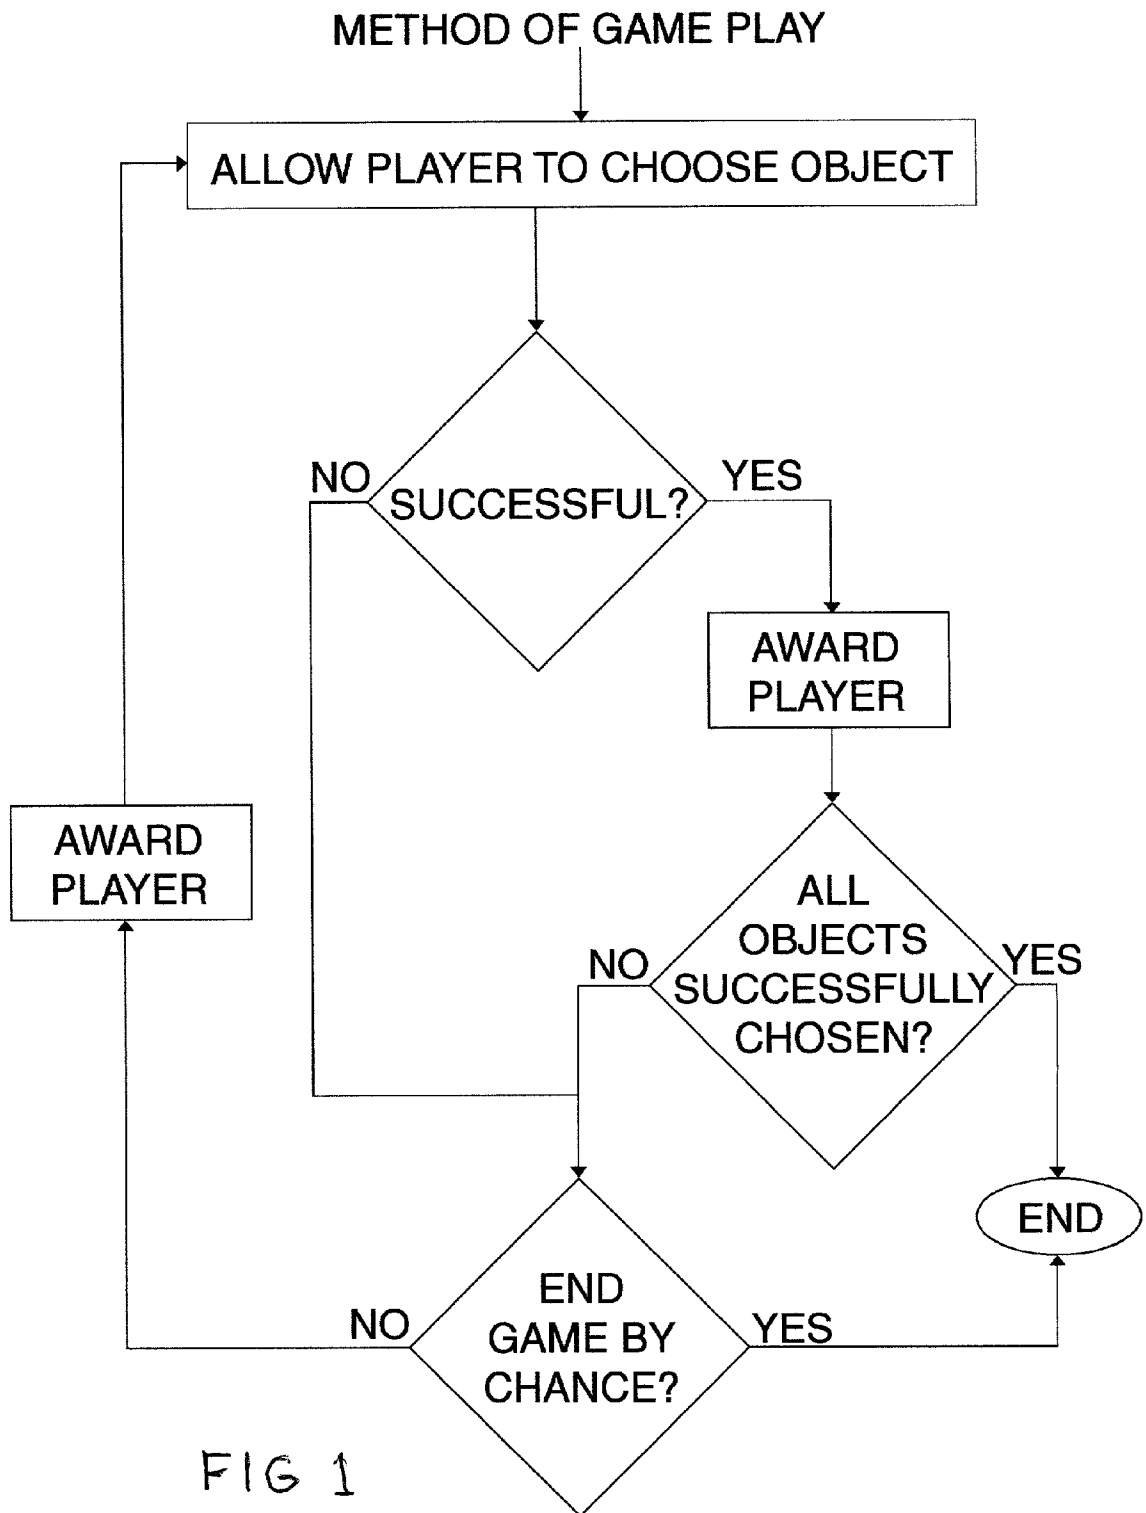 METHOD OF GAME PLAY
ALLOW PLAYER TO CHOOSE OBJECT
NO
YES
SUCCESSFUL?
AWARD
PLAYER
AWARD
PLAYER
ALL
OBJECTS
NO
YES
SUCCESSFULLY
CHOSEN?
END
END
NO
GAME BY
YES
CHANCE?
FIG 1